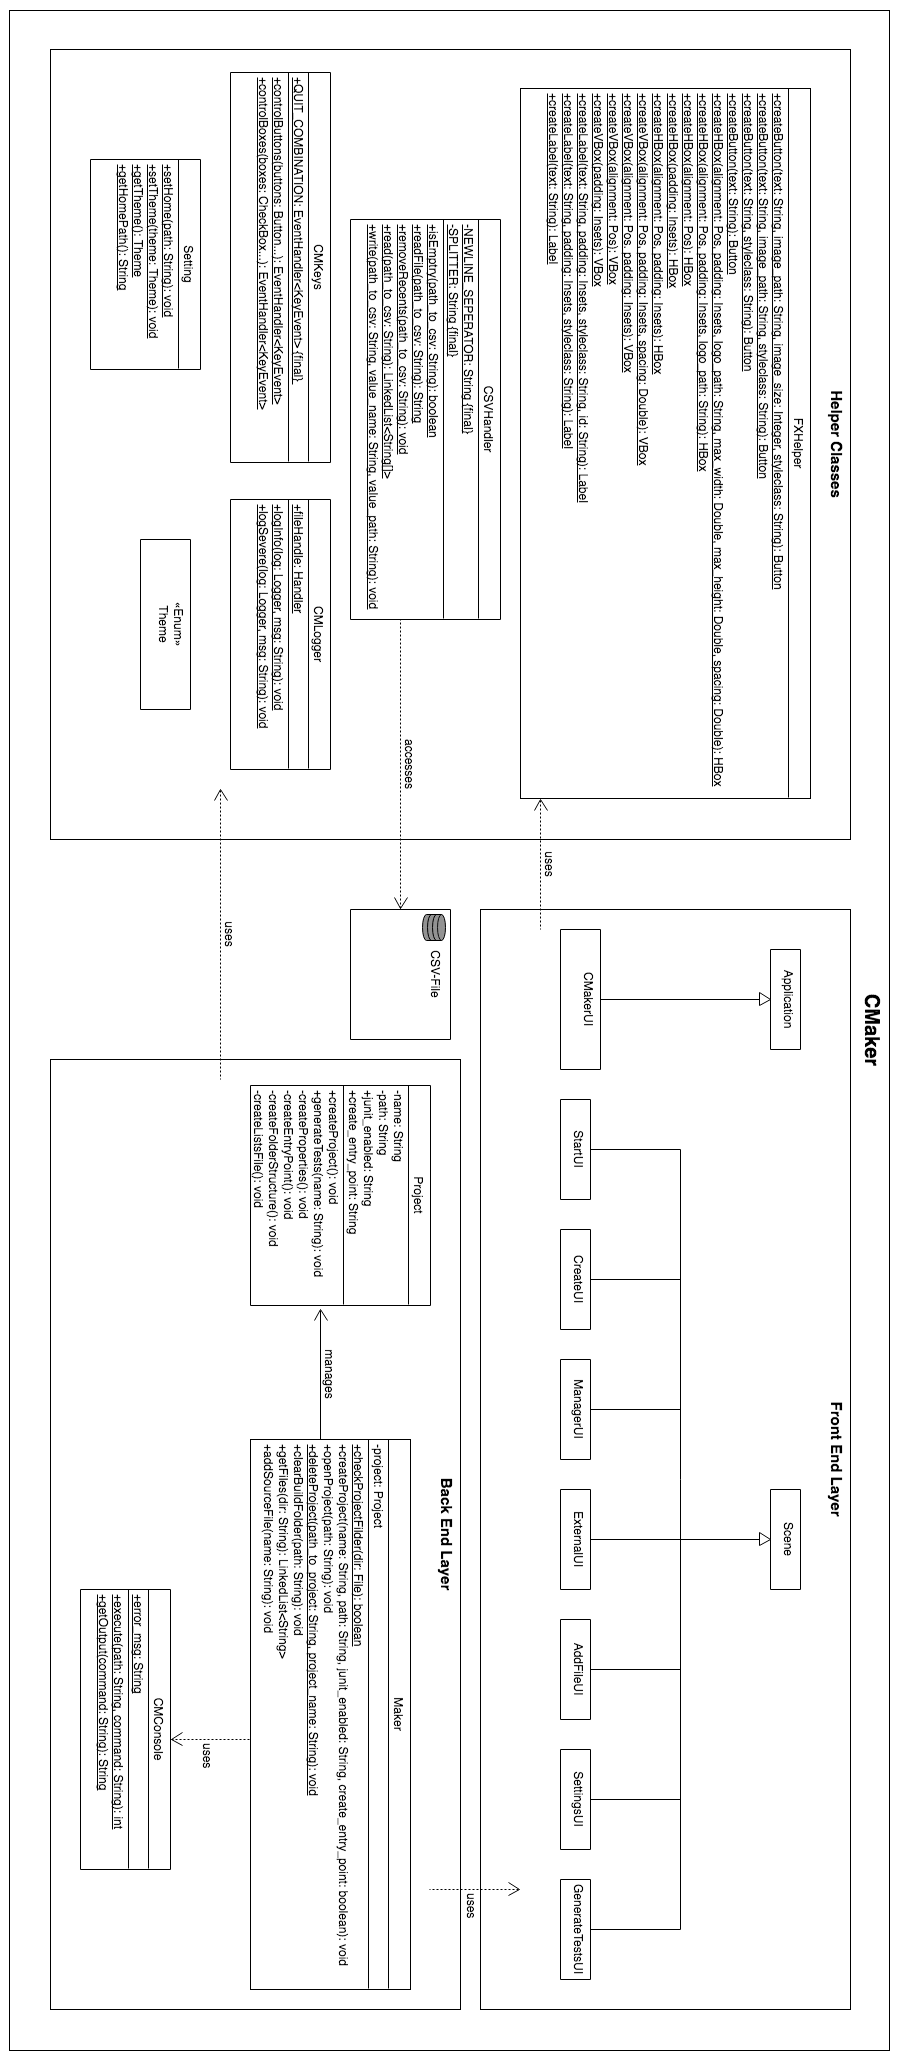 CMaker
Helper Classes
FXHelper
+createButton(text: String, image_path: String, image_size: Integer, styleclass: String): Button
+createButton(text: String, image_path: String, styleclass: String): Button
+createButton(text: String, styleclass: String): Button
+createButton(text: String): Button
+createHBox(alignment: Pos, padding: Insets, logo_path: String, max_width: Double, max_height: Double, spacing: Double): HBox
+createHBox(alignment: Pos, padding: Insets, logo_path: String): HBox
+createHBox(alignment: Pos): HBox
+createHBox(padding: Insets): HBox
+createHBox(alignment: Pos, padding: Insets): HBox
+createVBox(alignment: Pos, padding: Insets, spacing: Double): VBox
+createVBox(alignment: Pos, padding: Insets): VBox
+createVBox(alignment: Pos): VBox
+createVBox(padding: Insets): VBox
+createLabel(text: String, padding: Insets, styleclass: String, id: String): Label
+createLabel(text: String, padding: Insets, styleclass: String): Label
+createLabel(text: String): Label
CSVHandler
-NEWLINE_SEPERATOR: String {final}
-SPLITTER: String {final}
+isEmptry(path_to_csv: String): boolean
+readFile(path_to_csv: String): String
+removeRecents(path_to_csv: String): void
+read(path_to_csv: String): LinkedList<String[]>
+write(path_to_csv: String, value_name: String, value_path: String): void
CMKeys
+QUIT_COMBINATION: EventHandler<KeyEvent> {final}
+controlButtons(buttons: Button...): EventHandler<KeyEvent>
+controlBoxes(boxes: CheckBox...): EventHandler<KeyEvent>
CMLogger
+fileHandle: Handler
+logInfo(log: Logger, msg: String): void
+logSevere(log: Logger, msg: String): void
Setting
+setHome(path: String): void
+setTheme(theme: Theme): void
+getTheme(): Theme
+getHomePath(): String
«Enum»
Theme
accesses
uses
uses
CSV-File
Front End Layer
Application
Scene
CMakerUI
StartUI
CreateUI
ManagerUI
ExternalUI
AddFileUI
SettingsUI
GenerateTestsUI
Back End Layer
Project
-name: String
-path: String
+junit_enabled: String
+create_entry_point: String
+createProject(): void
+generateTests(name: String): void
-createProperties(): void
-createEntryPoint(): void
-createFolderStructure(): void
-createListsFile(): void
manages
Maker
-project: Project
+checkProjectFilder(dir: File): boolean
+createProject(name: String, path: String, junit_enabled: String, create_entry_point: boolean): void
+openProject(path: String): void
+deleteProject(path_to_project: String, project_name: String): void
+clearBuildFolder(path: String): void
+getFiles(dir: String): LinkedList<String>
+addSourceFile(name: String): void
uses
uses
CMConsole
+error_msg: String
+execute(path: String, command: String): int
+getOutput(command: String): String